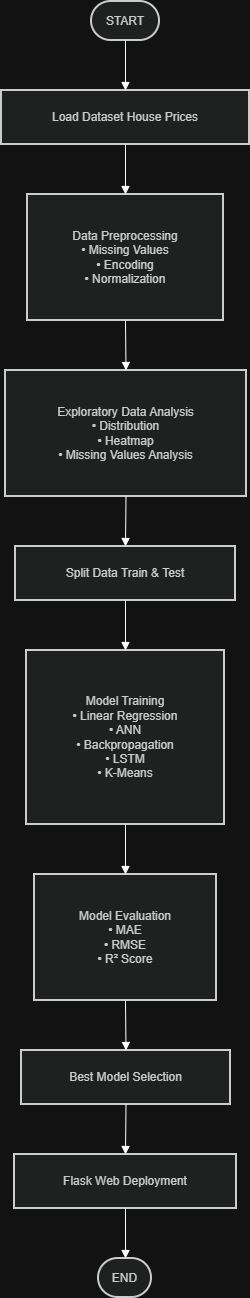 START
Load Dataset House Prices
Data Preprocessing
• Missing Values
• Encoding
• Normalization
Exploratory Data Analysis
• Distribution
• Heatmap
• Missing Values Analysis
Split Data Train & Test
Model Training
• Linear Regression
• ANN
• Backpropagation
• LSTM
• K-Means
Model Evaluation
• MAE
• RMSE
• R² Score
Best Model Selection
Flask Web Deployment
END